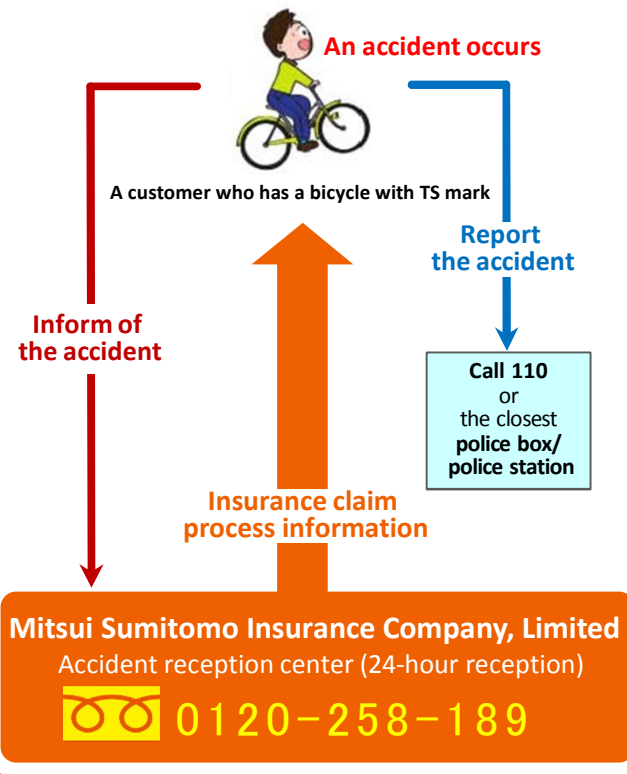 An accident occurs
A customer who has a bicycle with TS mark
Report
the accident
Inform of
the accident
Call 110
or
the closest
police box/
police station
Insurance claim
process information
Mitsui Sumitomo Insurance Company, Limited
Accident reception center (24-hour reception)
0120-258-189